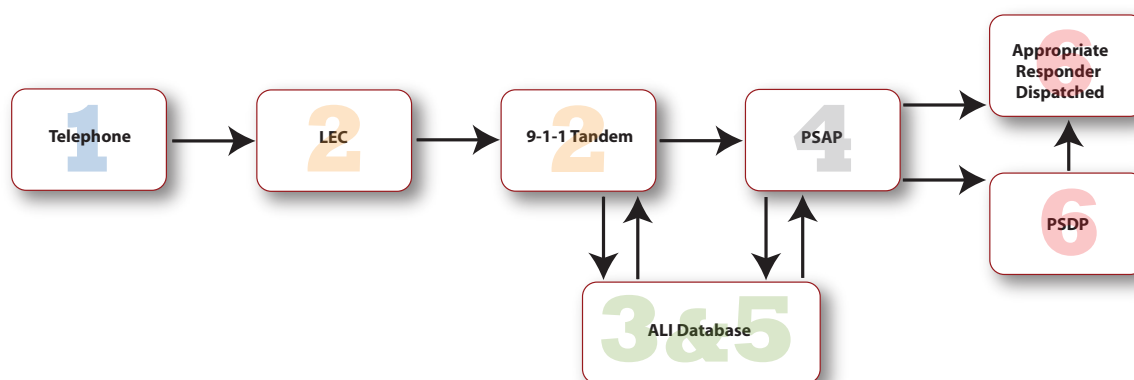 1
Telephone
2
LEC
2
9-1-1 Tandem
4
PSAP
6
Appropriate
Responder
Dispatched
6
PSDP
3&5
ALI Database